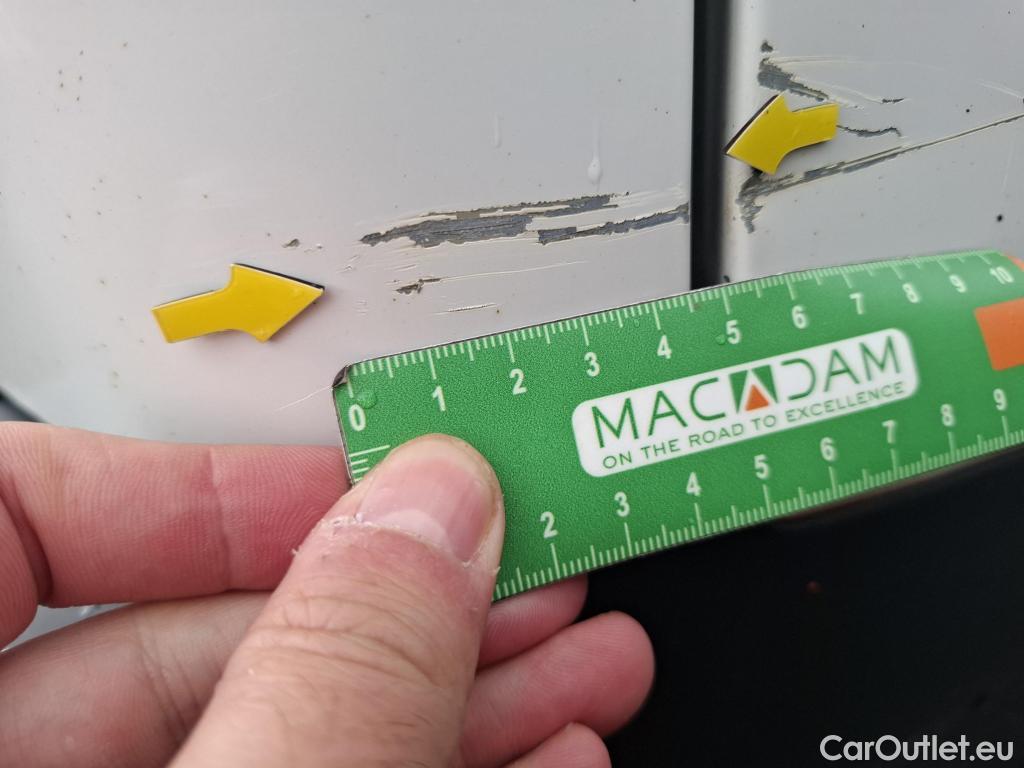 0 1 2 3 4 5 6 7 8 9 10
MACADAM
ON THE ROAD TO EXCELLENCE
2 3 4 5 6 7 8 9
CarOutlet.eu